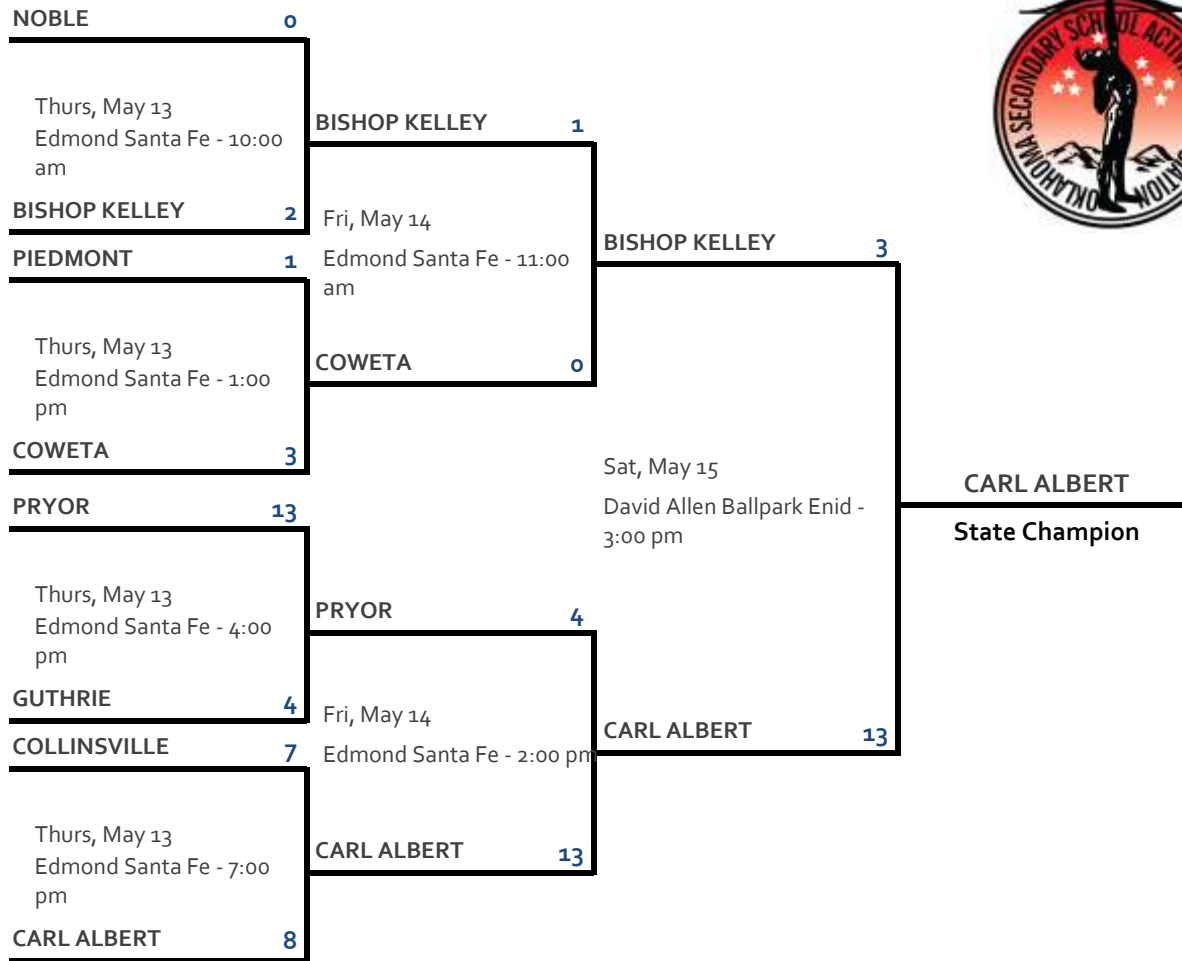 NOBLE 0
Thurs, May 13
Edmond Santa Fe - 10:00
am
BISHOP KELLEY 2
PIEDMONT 1
Thurs, May 13
Edmond Santa Fe - 1:00
pm
COWETA 3
PRYOR 13
Thurs, May 13
Edmond Santa Fe - 4:00
pm
GUTHRIE 4
COLLINSVILLE 7
Thurs, May 13
Edmond Santa Fe - 7:00
pm
CARL ALBERT 8
BISHOP KELLEY 1
Fri, May 14
Edmond Santa Fe - 11:00
am
COWETA 0
PRYOR 4
Fri, May 14
Edmond Santa Fe - 2:00 pm
CARL ALBERT 13
BISHOP KELLEY 3
Sat, May 15
David Allen Ballpark Enid -
3:00 pm
CARL ALBERT 13
CARL ALBERT
State Champion
OKLAHOMA SECONDARY SCHOOL